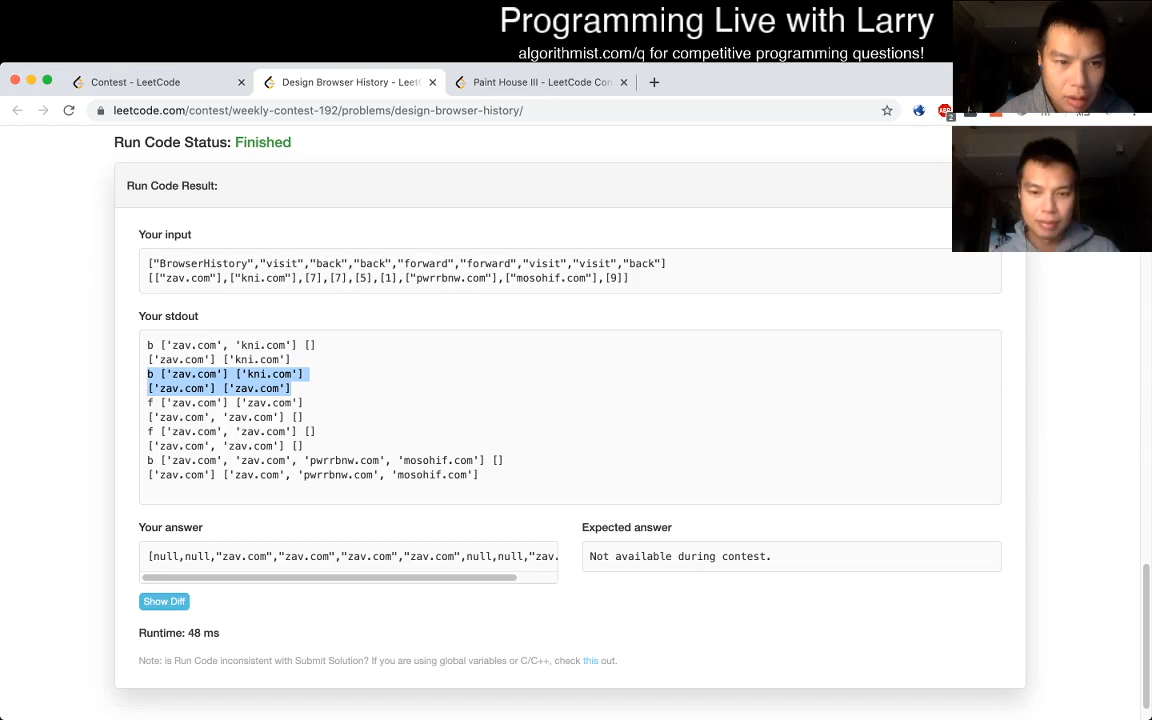 Programming Live with Larry
algorithmist.com/q for competitive programming questions!
Contest - LeetCode
Design Browser History - Leet
Paint House III - LeetCode Con
leetcode.com/contest/weekly-contest-192/problems/design-browser-history/
Run Code Status: Finished
Run Code Result:
Your input
["BrowserHistory","visit","back","back","forward","forward","visit","visit","back"]
[["zav.com"],["kni.com"],[7],[7],[5],[1],["pwrrbnw.com"],["mosohif.com"],[9]]
Your stdout
b ['zav.com', 'kni.com'] []
['zav.com'] ['kni.com']
b ['zav.com'] ['kni.com']
['zav.com'] ['zav.com']
f ['zav.com'] ['zav.com']
['zav.com', 'zav.com'] []
f ['zav.com', 'zav.com'] []
['zav.com', 'zav.com'] []
b ['zav.com', 'zav.com', 'pwrrbnw.com', 'mosohif.com'] []
['zav.com'] ['zav.com', 'pwrrbnw.com', 'mosohif.com']
Your answer
Expected answer
[null,null,"zav.com","zav.com","zav.com","zav.com",null,null,"zav.
Not available during contest.
Show Diff
Runtime: 48 ms
Note: is Run Code inconsistent with Submit Solution? If you are using global variables or C/C++, check this out.